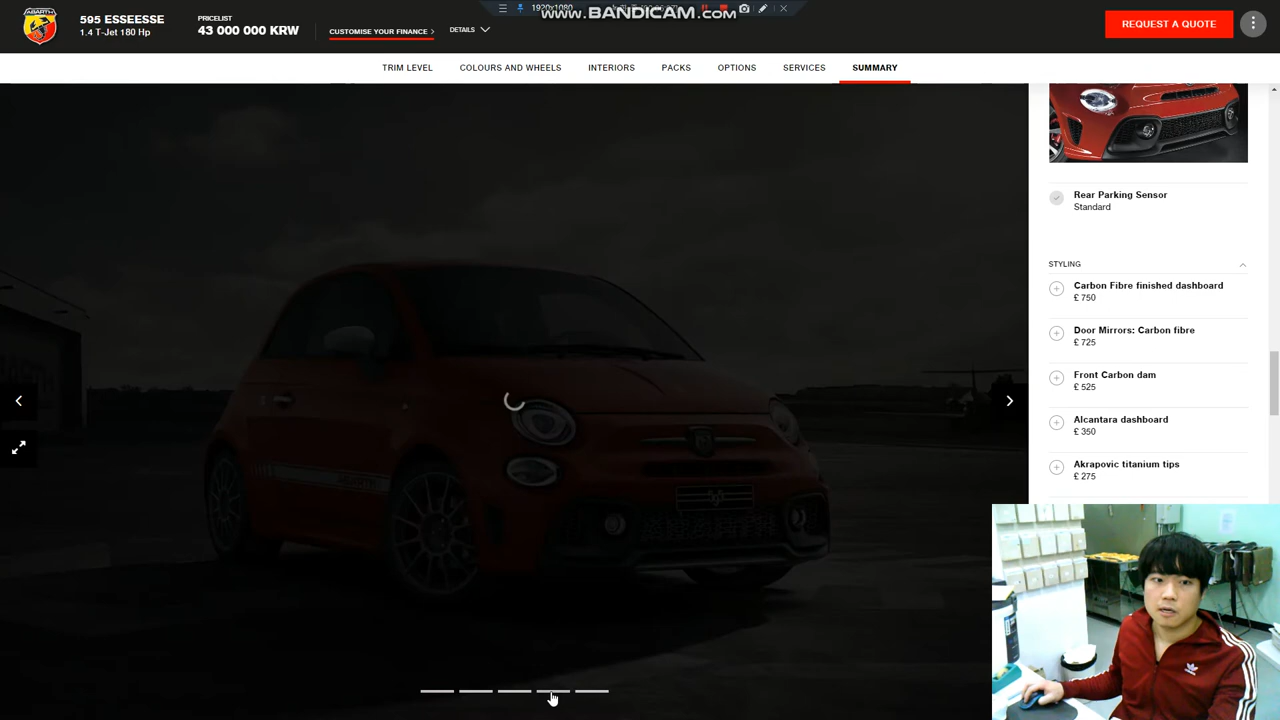 1920x1080
www.BANDICAM.com
ABARTH
595 ESSEESSE
1.4 T-Jet 180 Hp
PRICELIST
43 000 000 KRW
CUSTOMISE YOUR FINANCE
DETAILS
REQUEST A QUOTE
TRIM LEVEL
COLOURS AND WHEELS
INTERIORS
PACKS
OPTIONS
SERVICES
SUMMARY
Rear Parking Sensor
Standard
STYLING
Carbon Fibre finished dashboard
£ 750
Door Mirrors: Carbon fibre
£ 725
Front Carbon dam
£ 525
Alcantara dashboard
£ 350
Akrapovic titanium tips
£ 275